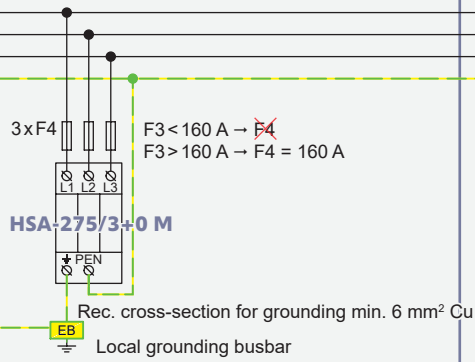 3xF4
F3<160 A → F4
F3>160 A → F4 = 160 A
L1 L2 L3
HSA-275/3+0 M
PEN
Rec. cross-section for grounding min. 6 mm² Cu
EB
Local grounding busbar